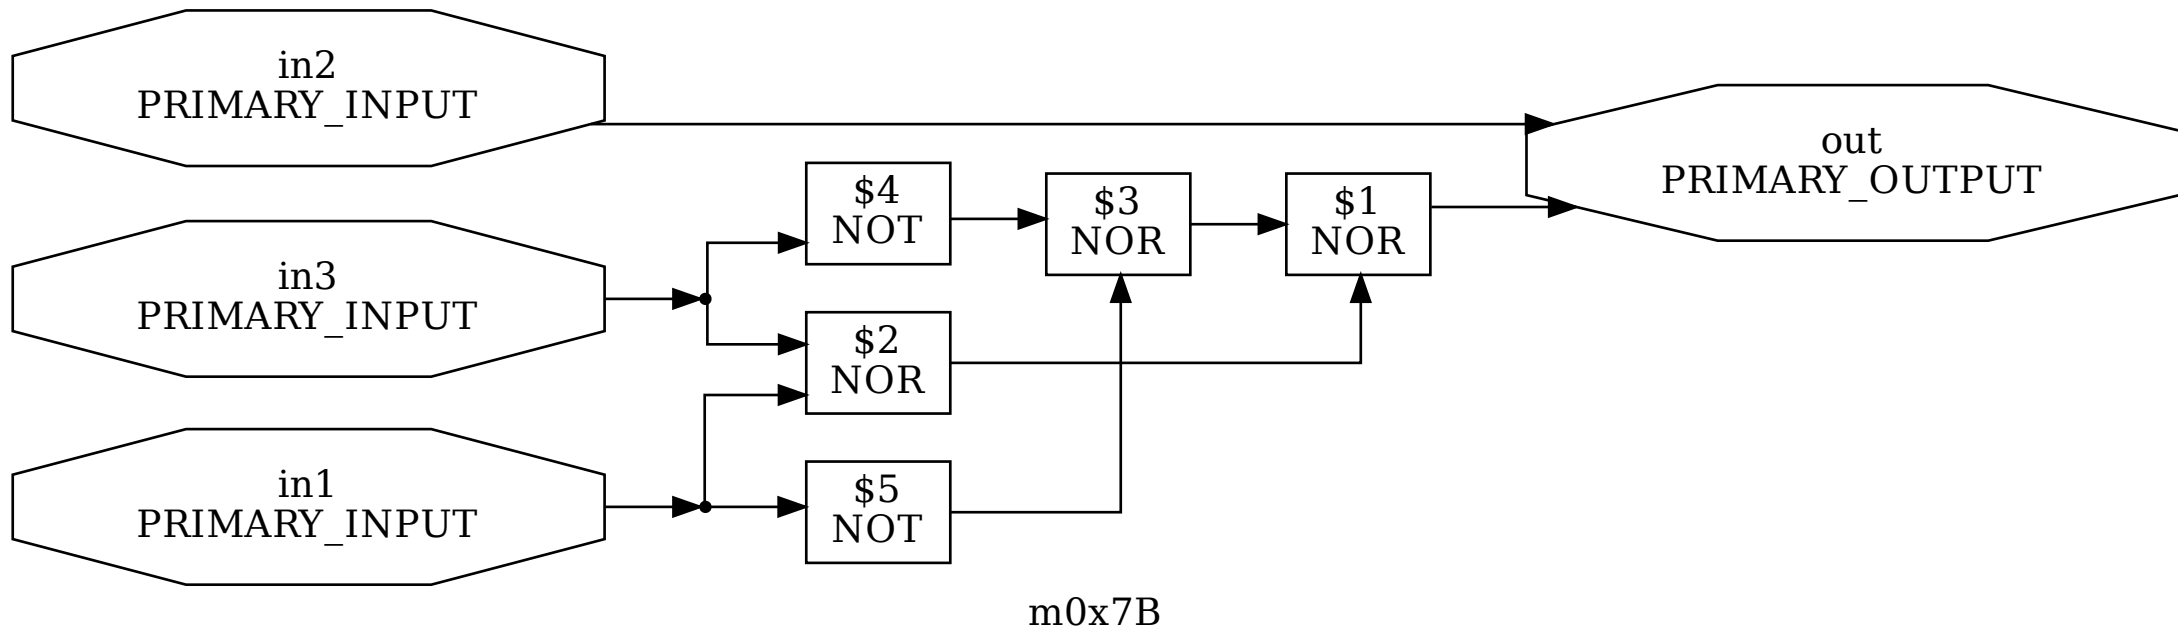 in2
PRIMARY_INPUT
out
PRIMARY_OUTPUT
$4
NOT
$3
NOR
$1
NOR
in3
PRIMARY_INPUT
$2
NOR
in1
PRIMARY_INPUT
$5
NOT
m0x7B